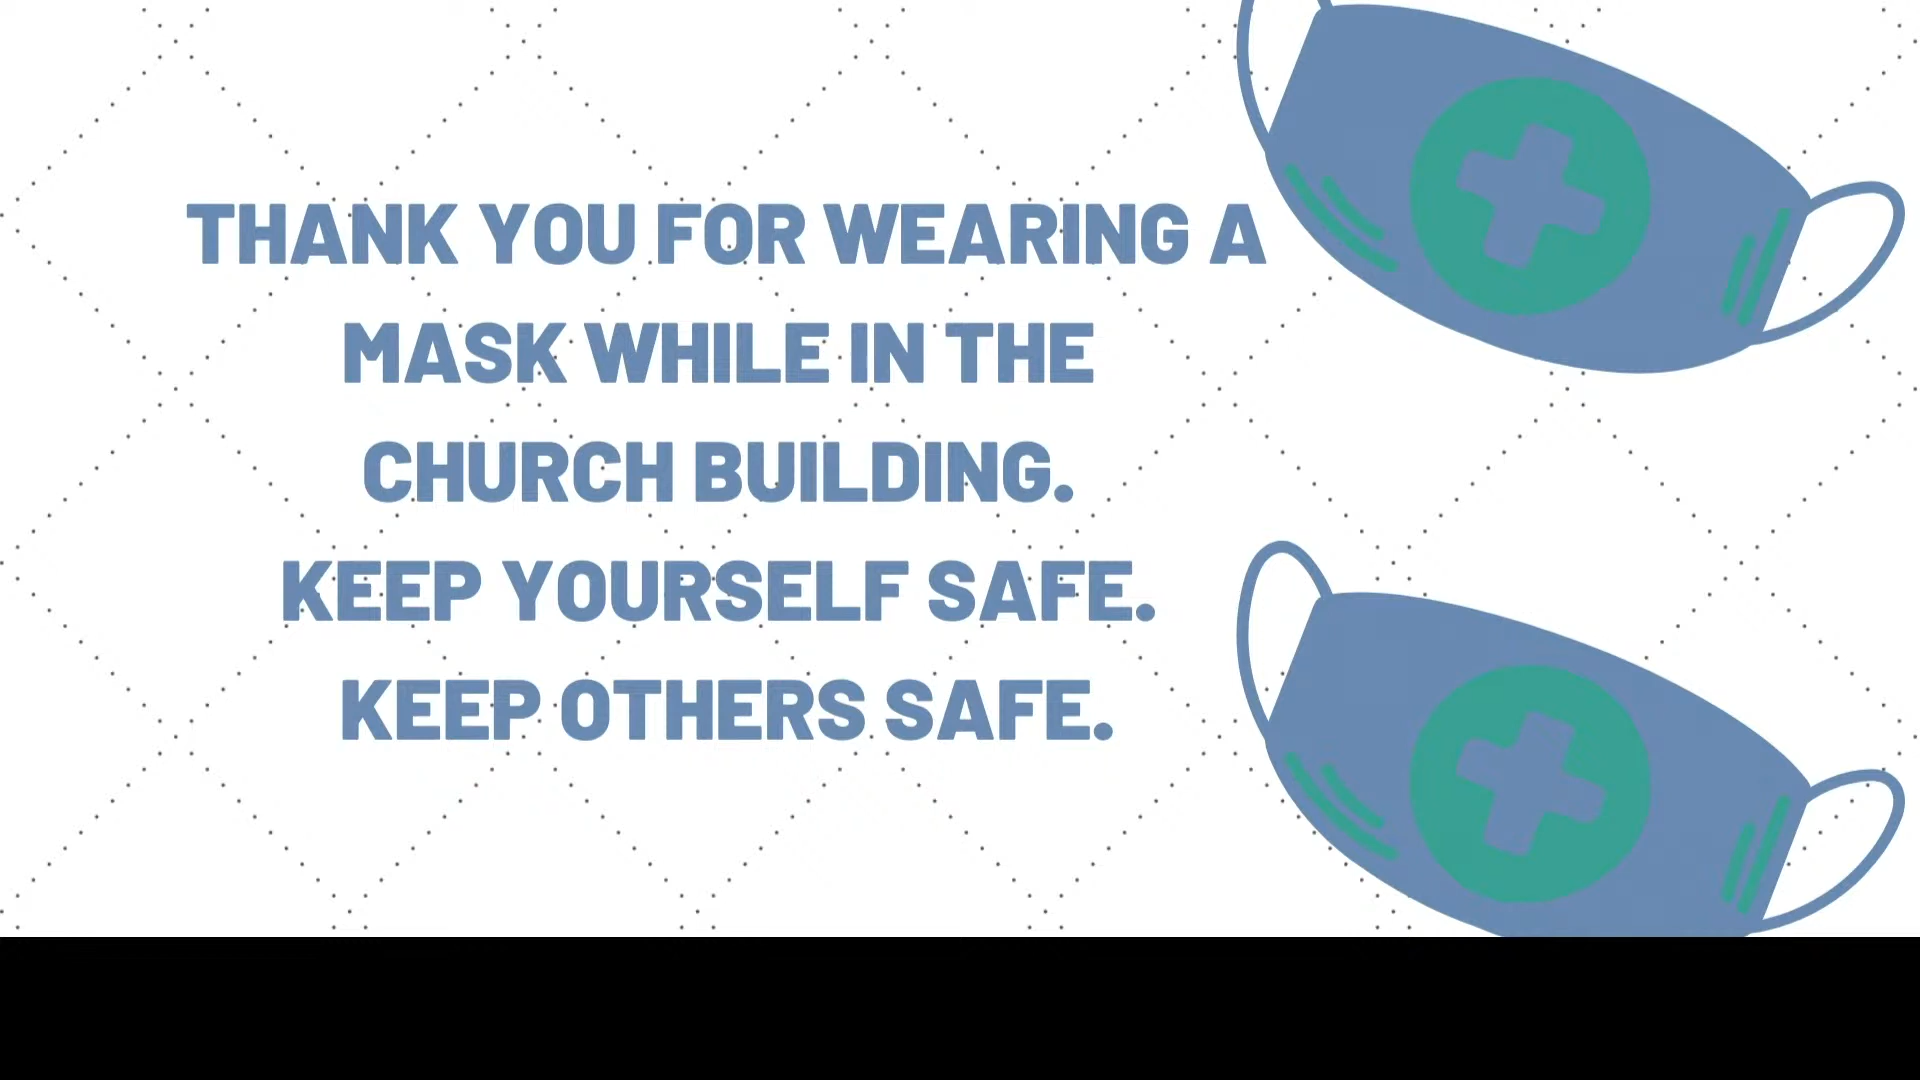 THANK YOU FOR WEARING A
MASK WHILE IN THE
CHURCH BUILDING.
KEEP YOURSELF SAFE.
KEEP OTHERS SAFE.